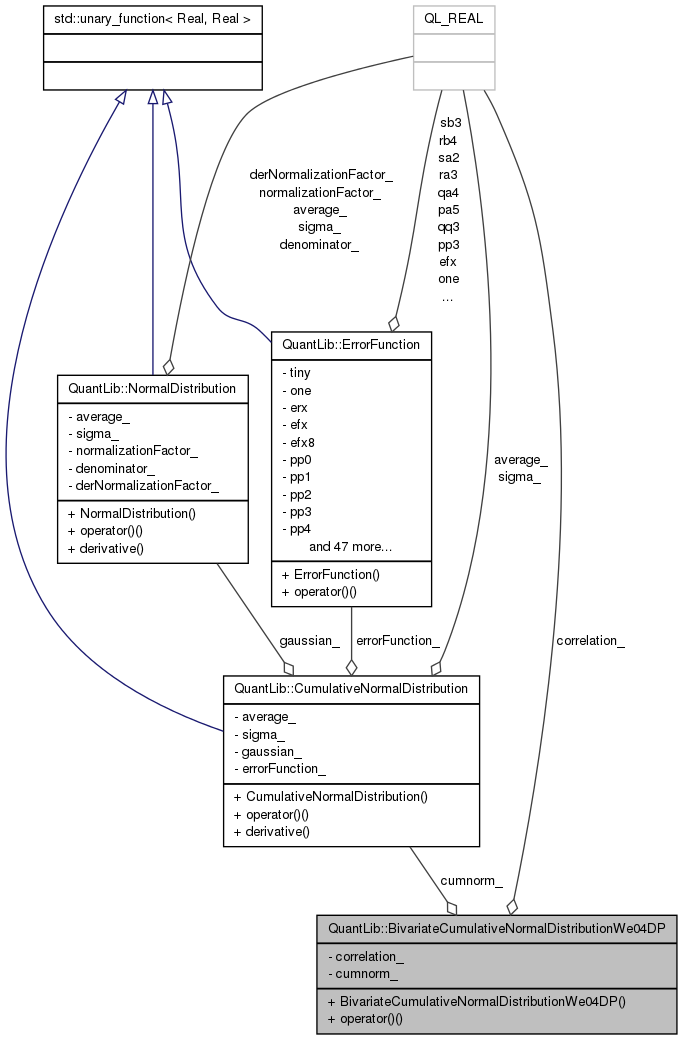 std::unary_function< Real, Real >
QL_REAL
sb3
rb4
sa2
ra3
qa4
pa5
qq3
pp3
efx
one
...
derNormalizationFactor_
normalizationFactor_
average_
sigma_
denominator_
QuantLib::ErrorFunction
- tiny
- one
- erx
- efx
- efx8
- pp0
- pp1
- pp2
- pp3
- pp4
and 47 more...
+ ErrorFunction()
+ operator()()
QuantLib::NormalDistribution
- average_
- sigma_
- normalizationFactor_
- denominator_
- derNormalizationFactor_
+ NormalDistribution()
+ operator()()
+ derivative()
average_
sigma_
gaussian_
errorFunction_
correlation_
QuantLib::CumulativeNormalDistribution
- average_
- sigma_
- gaussian_
- errorFunction_
+ CumulativeNormalDistribution()
+ operator()()
+ derivative()
cumnorm_
QuantLib::BivariateCumulativeNormalDistributionWe04DP
- correlation_
- cumnorm_
+ BivariateCumulativeNormalDistributionWe04DP()
+ operator()()